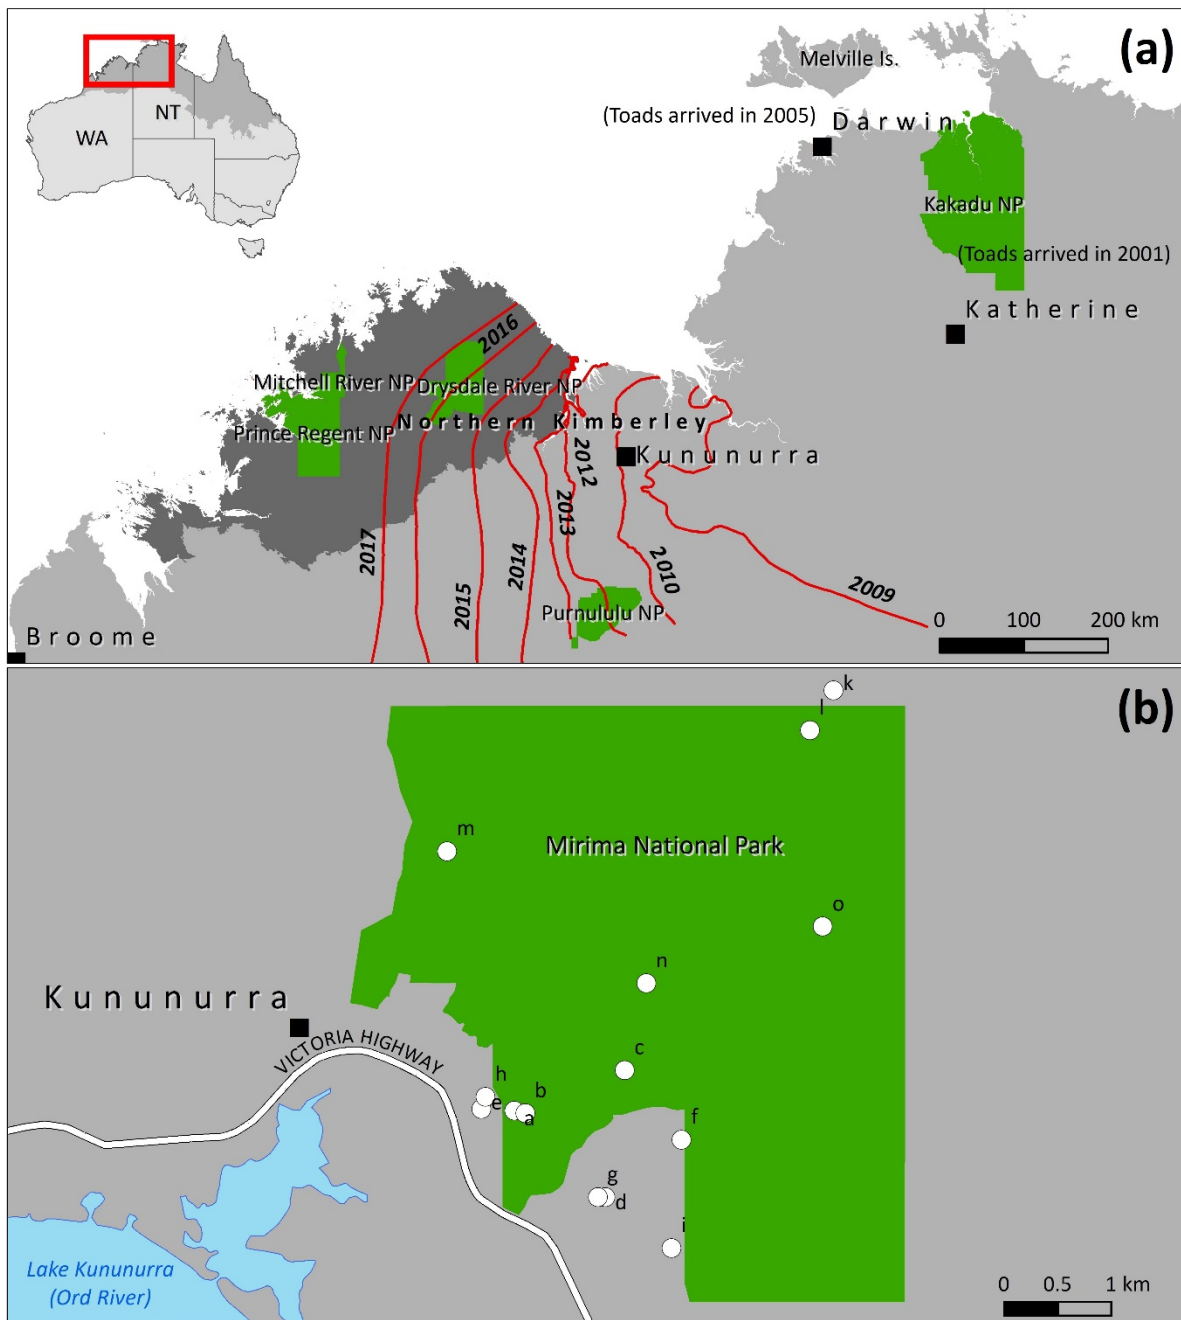 (a)
Melville Is.
(Toads arrived in 2005)
Darwin
WA
NT
Kakadu NP
(Toads arrived in 2001)
Katherine
2016
Mitchell River NP
Drysdale River NP
Northern Kimberley
Prince Regent NP
Kununurra
2012
2013
2017
2014
2010
2015
2009
Purnululu NP
Broome
0 100 200 km
(b)
k
l
m
Mirima National Park
o
n
Kununurra
VICTORIA HIGHWAY
c
h
b
e
a
f
g
d
i
Lake Kununurra
(Ord River)
0 0.5 1 km